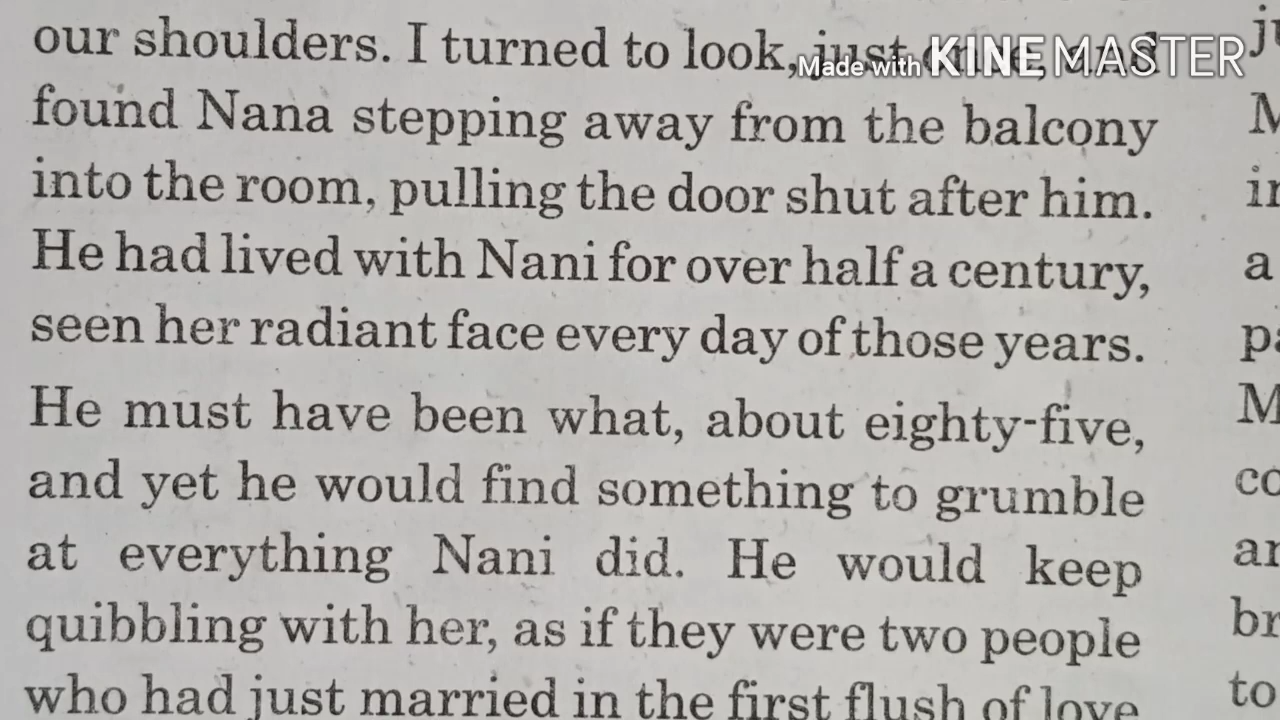 our shoulders. I turned to look, just once, and
Made with KINEMASTER
found Nana stepping away from the balcony
into the room, pulling the door shut after him.
He had lived with Nani for over half a century,
seen her radiant face every day of those years.
He must have been what, about eighty-five,
and yet he would find something to grumble
at everything Nani did. He would keep
quibbling with her, as if they were two people
who had just married in the first flush of love